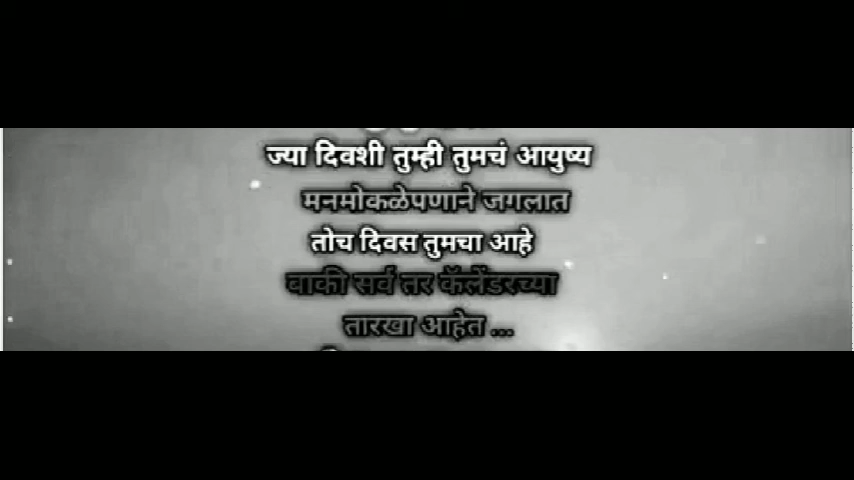 ज्या दिवशी तुम्ही तुमचं आयुष्य
मनमोकळेपणाने जगलात
तोच दिवस तुमचा आहे
बाकी सर्व तर कॅलेंडरच्या
तारखा आहेत ...